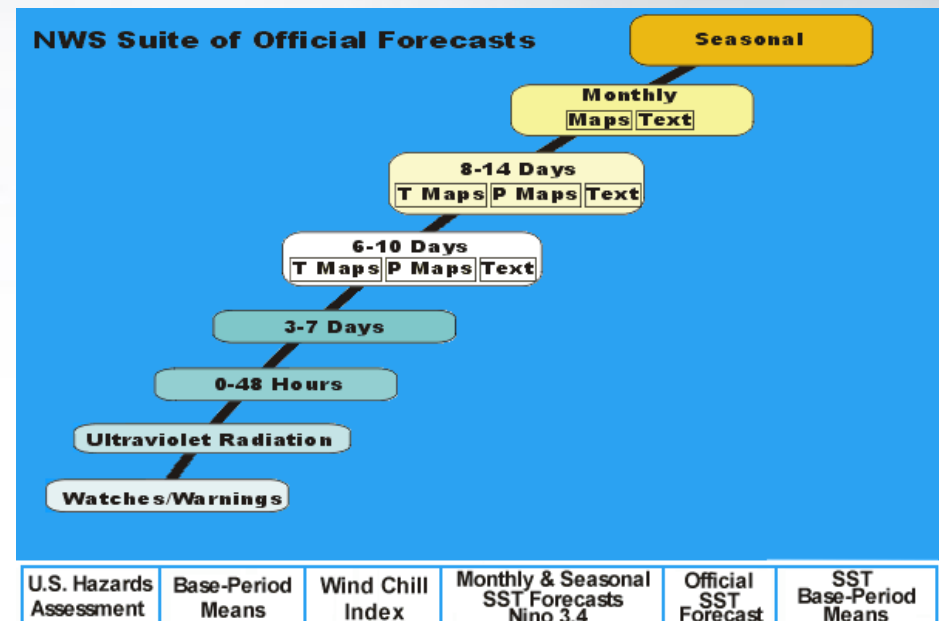 NWS Suite of Official Forecasts
Seasonal
Monthly
Maps Text
8-14 Days
T Maps P Maps Text
6-10 Days
T Maps P Maps Text
3-7 Days
0-48 Hours
Ultraviolet Radiation
Watches/Warnings
U.S. Hazards
Assessment
Base-Period
Means
Wind Chill
Index
Monthly & Seasonal
SST Forecasts
Nino 3.4
Official
SST
Forecast
SST
Base-Period
Means